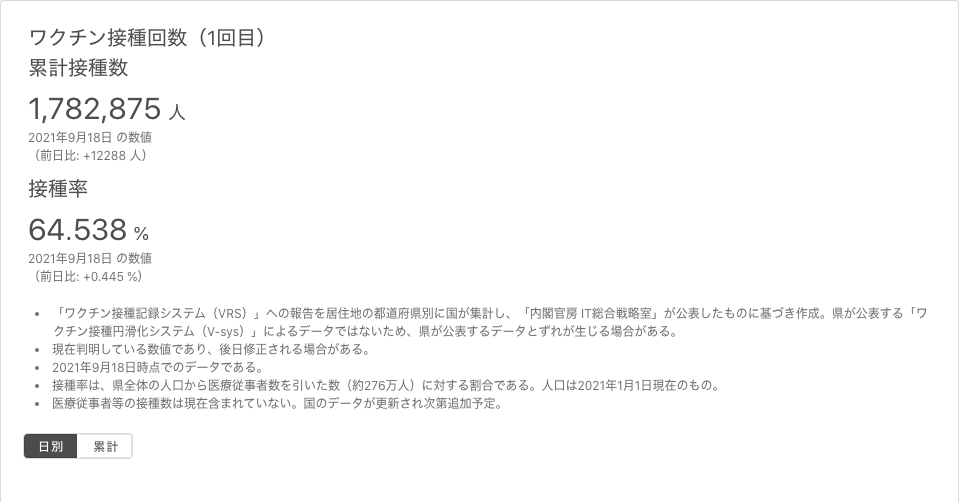 ワクチン接種回数（1回目）
累計接種数
1,782,875 人
2021年9月18日 の数値
（前日比: +12288 人）
接種率
64.538 %
2021年9月18日 の数値
（前日比: +0.445 %）
• 「ワクチン接種記録システム（VRS）」への報告を居住地の都道府県別に国が集計し、「内閣官房 IT総合戦略室」が公表したものに基づき作成。県が公表する「ワ
クチン接種円滑化システム（V-sys）」によるデータではないため、県が公表するデータとずれが生じる場合がある。
• 現在判明している数値であり、後日修正される場合がある。
• 2021年9月18日時点でのデータである。
• 接種率は、県全体の人口から医療従事者数を引いた数（約276万人）に対する割合である。人口は2021年1月1日現在のもの。
• 医療従事者等の接種数は現在含まれていない。国のデータが更新され次第追加予定。
日別 累計